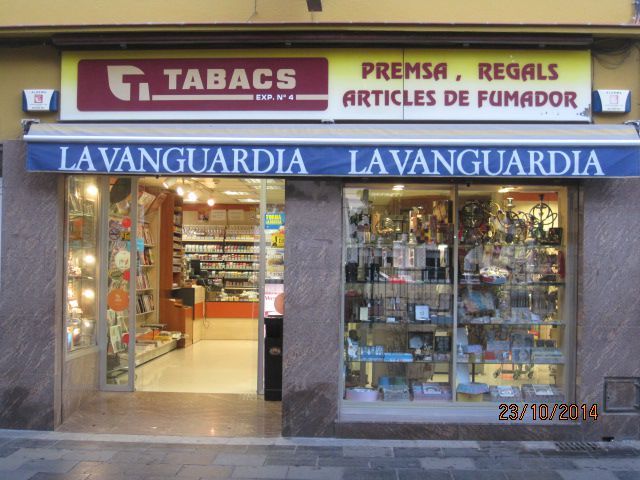 TABACS
EXP. Nº 4
PREMSA , REGALS
ARTICLES DE FUMADOR
LA VANGUARDIA LA VANGUARDIA
23/10/2014